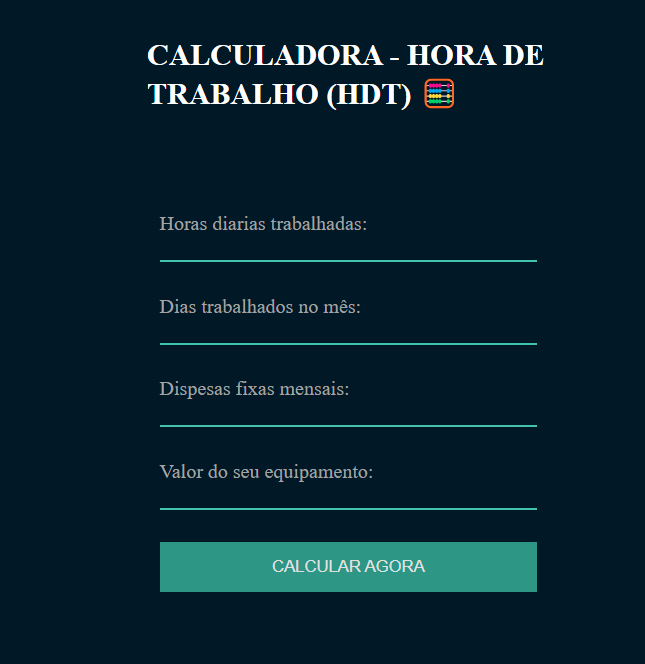 CALCULADORA - HORA DE
TRABALHO (HDT) 🧮
Horas diarias trabalhadas:
Dias trabalhados no mês:
Dispesas fixas mensais:
Valor do seu equipamento:
CALCULAR AGORA